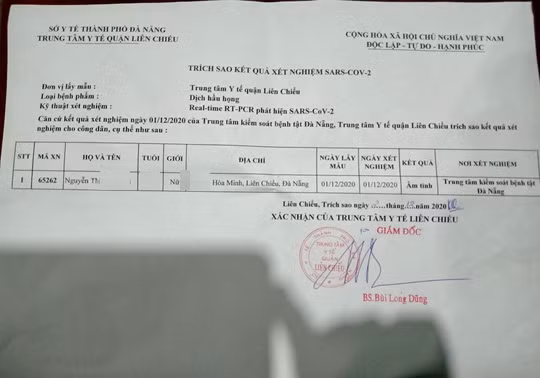 SỞ Y TẾ THÀNH PHỐ ĐÀ NẴNG
TRUNG TÂM Y TẾ QUẬN LIÊN CHIỂU
CỘNG HÒA XÃ HỘI CHỦ NGHĨA VIỆT NAM
ĐỘC LẬP - TỰ DO - HẠNH PHÚC
TRÍCH SAO KẾT QUẢ XÉT NGHIỆM SARS-COV-2
Đơn vị lấy mẫu : Trung tâm Y tế quận Liên Chiểu
Loại bệnh phẩm : Dịch hầu họng
Kỹ thuật xét nghiệm : Real-time RT-PCR phát hiện SARS-CoV-2
Căn cứ kết quả xét nghiệm ngày 01/12/2020 của Trung tâm kiểm soát bệnh tật Đà Nẵng, Trung tâm Y tế quận Liên Chiểu trích sao kết quả xét
nghiệm cho công dân, cụ thể như sau :
STT MÃ XN HỌ VÀ TÊN TUỔI GIỚI ĐỊA CHỈ NGÀY LẤY MẪU NGÀY XÉT NGHIỆM KẾT QUẢ NƠI XÉT NGHIỆM
1 65262 Nguyễn Th Nữ Hòa Minh, Liên Chiểu, Đà Nẵng 01/12/2020 01/12/2020 Âm tính Trung tâm kiểm soát bệnh tật
Đà Nẵng
Liên Chiểu, Trích sao ngày tháng năm 2020
XÁC NHẬN CỦA TRUNG TÂM Y TẾ LIÊN CHIỂU
GIÁM ĐỐC
TRUNG TÂM
Y TẾ
QUẬN
LIÊN CHIỂU
BS.Bùi Long Dũng